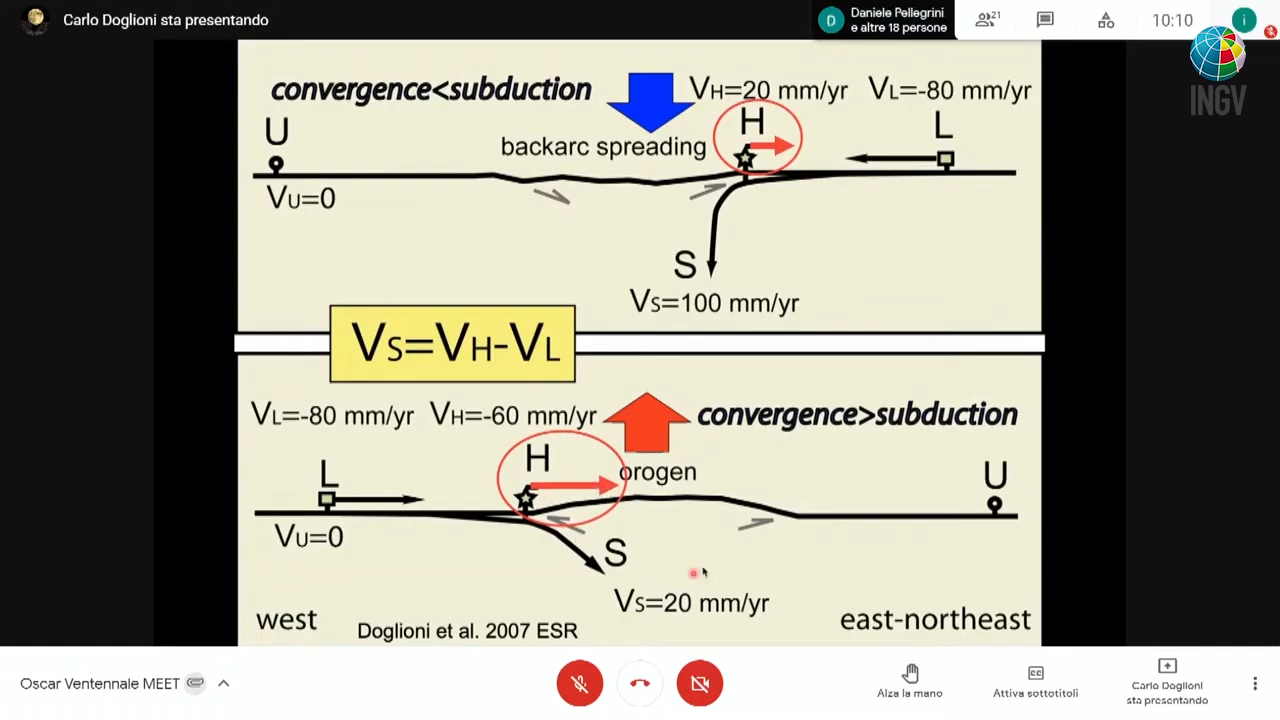 Carlo Doglioni sta presentando
D
Daniele Pellegrini
e altre 18 persone
21
10:10
i
INGV
convergence<subduction
VH=20 mm/yr VL=-80 mm/yr
U
H
L
backarc spreading
VU=0
S
VS=100 mm/yr
VS=VH-VL
VL=-80 mm/yr VH=-60 mm/yr
convergence>subduction
H
orogen
L
U
VU=0
S
VS=20 mm/yr
west
Doglioni et al. 2007 ESR
east-northeast
Oscar Ventennale MEET
Alza la mano
Attiva sottotitoli
Carlo Doglioni
sta presentando